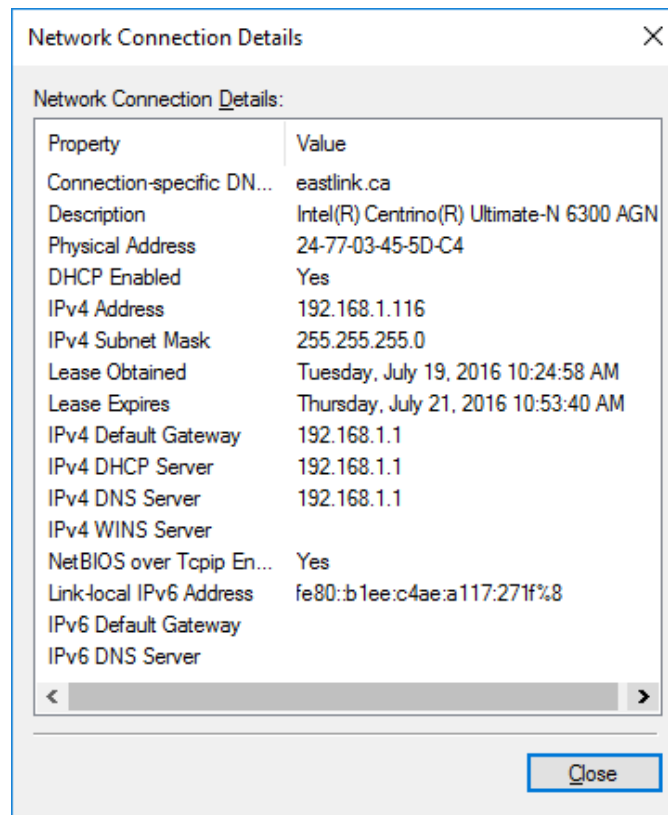 Network Connection Details
Network Connection Details:
Property Value
Connection-specific DN... eastlink.ca
Description Intel(R) Centrino(R) Ultimate-N 6300 AGN
Physical Address 24-77-03-45-5D-C4
DHCP Enabled Yes
IPv4 Address 192.168.1.116
IPv4 Subnet Mask 255.255.255.0
Lease Obtained Tuesday, July 19, 2016 10:24:58 AM
Lease Expires Thursday, July 21, 2016 10:53:40 AM
IPv4 Default Gateway 192.168.1.1
IPv4 DHCP Server 192.168.1.1
IPv4 DNS Server 192.168.1.1
IPv4 WINS Server
NetBIOS over Tcpip En... Yes
Link-local IPv6 Address fe80::b1ee:c4ae:a117:271f%8
IPv6 Default Gateway
IPv6 DNS Server
Close